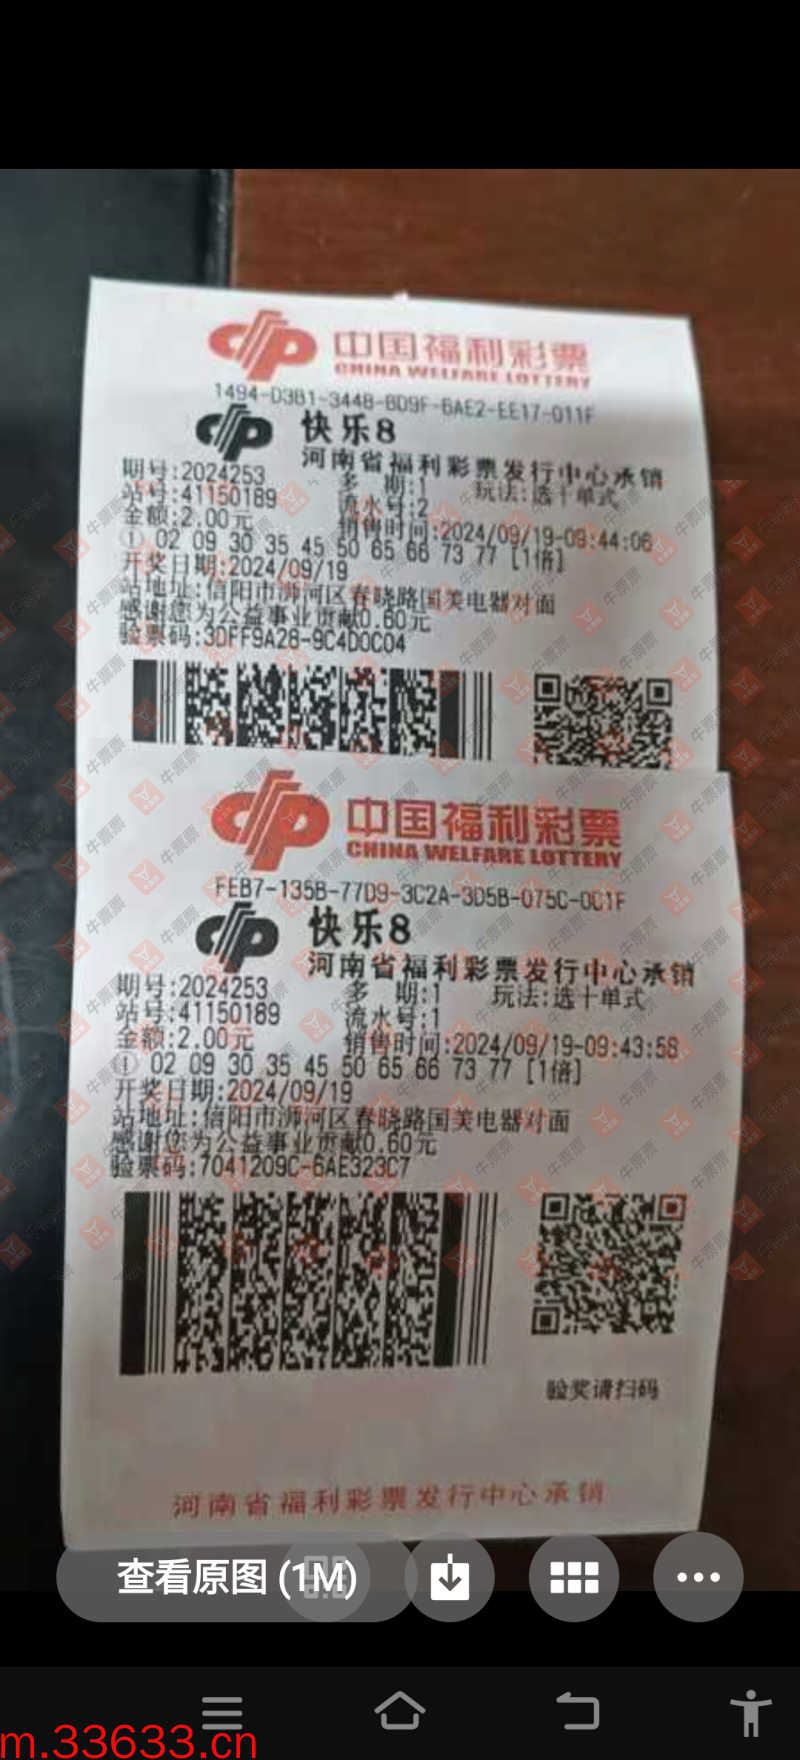 中国福利彩票
CHINA WELFARE LOTTERY
1494-D3B1-3448-BD9F-6AE2-EE17-011F
快乐8
河南省福利彩票发行中心承销
期号:2024253 多 期:1 玩法:选十单式
站号:41150189 流水号:2
金额:2.00元 销售时间:2024/09/19-09:44:06
① 02 09 30 35 45 50 65 66 73 77 [1倍]
开奖日期:2024/09/19
站地址:信阳市浉河区春晓路国美电器对面
感谢您为公益事业贡献0.60元
验票码:3DFF9A28-9C4D0C04
中国福利彩票
CHINA WELFARE LOTTERY
FEB7-135B-77D9-3C2A-3D5B-075C-0C1F
快乐8
河南省福利彩票发行中心承销
期号:2024253 多 期:1 玩法:选十单式
站号:41150189 流水号:1
金额:2.00元 销售时间:2024/09/19-09:43:58
① 02 09 30 35 45 50 65 66 73 77 [1倍]
开奖日期:2024/09/19
站地址:信阳市浉河区春晓路国美电器对面
感谢您为公益事业贡献0.60元
验票码:7041209C-6AE323C7
验奖请扫码
河南省福利彩票发行中心承销
查看原图 (1M)
m.33633.cn